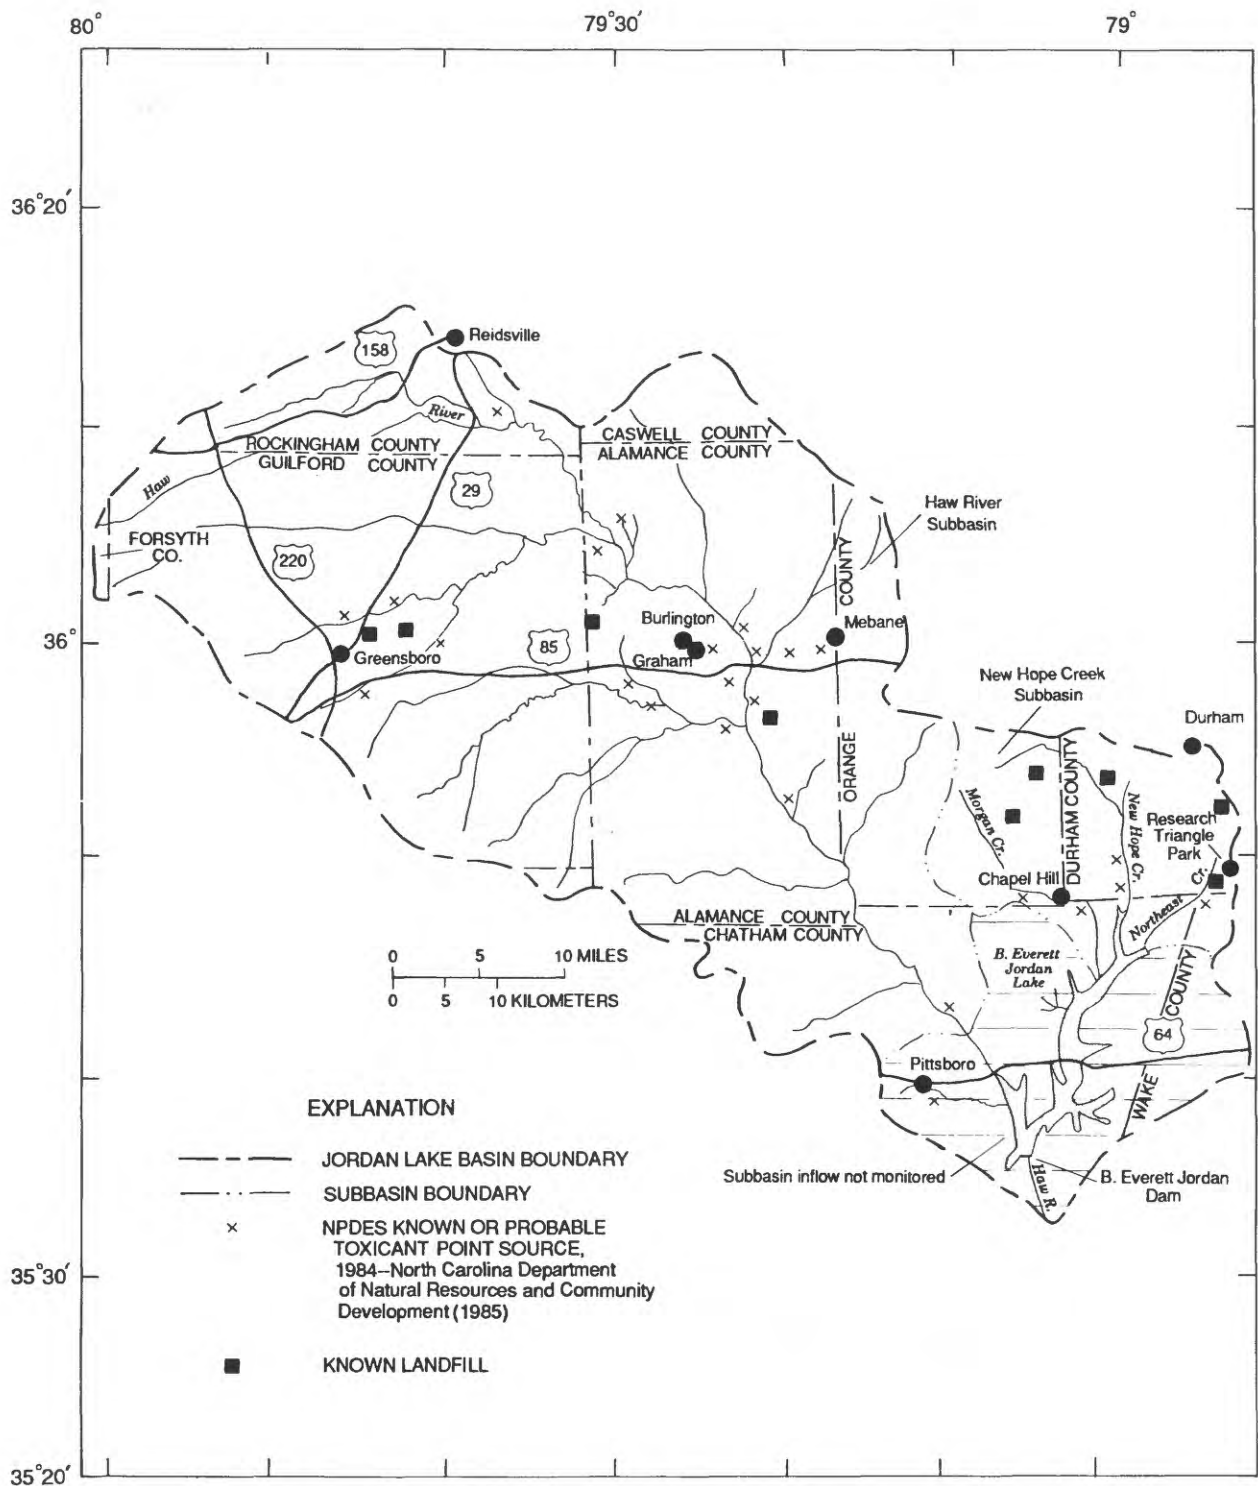 80°
79°30′
79°
36°20′
Reidsville
158
River
ROCKINGHAM COUNTY
GUILFORD COUNTY
CASWELL COUNTY
ALAMANCE COUNTY
Haw
29
Haw River
Subbasin
FORSYTH
CO.
220
COUNTY
36°
Burlington
Mebane
85
Graham
Greensboro
New Hope Creek
Subbasin
Durham
ORANGE
DURHAM COUNTY
Morgan Cr.
New Hope Cr.
Research
Triangle
Park
Cr.
Chapel Hill
Northeast
ALAMANCE COUNTY
CHATHAM COUNTY
0 5 10 MILES
0 5 10 KILOMETERS
B. Everett
Jordan
Lake
COUNTY
64
Pittsboro
WAKE
EXPLANATION
JORDAN LAKE BASIN BOUNDARY
Subbasin inflow not monitored
Haw R.
B. Everett Jordan
Dam
SUBBASIN BOUNDARY
NPDES KNOWN OR PROBABLE
TOXICANT POINT SOURCE,
1984--North Carolina Department
of Natural Resources and Community
Development (1985)
35°30′
KNOWN LANDFILL
35°20′